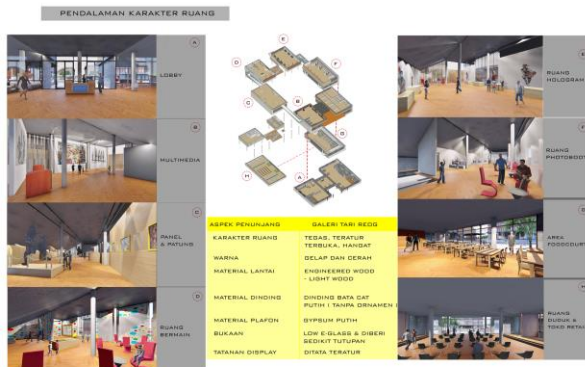 PENDALAMAN KARAKTER RUANG
A
LOBBY
B
MULTIMEDIA
C
PANEL
& PATUNG
D
RUANG
BERMAIN
E
D
F
C
B
G
H
A
ASPEK PENUNJANG GALERI TARI REOG
KARAKTER RUANG TEGAS, TERATUR
TERBUKA, HANGAT
WARNA GELAP DAN CERAH
MATERIAL LANTAI ENGINEERED WOOD
- LIGHT WOOD
MATERIAL DINDING DINDING BATA CAT
PUTIH ( TANPA ORNAMEN )
MATERIAL PLAFON GYPSUM PUTIH
BUKAAN LOW E-GLASS & DIBERI
SEDIKIT TUTUPAN
TATANAN DISPLAY DITATA TERATUR
E
RUANG
HOLOGRAM
F
RUANG
PHOTOBOOTH
AREA
FOODCOURT
H
RUANG
DUDUK &
TOKO RETAIL